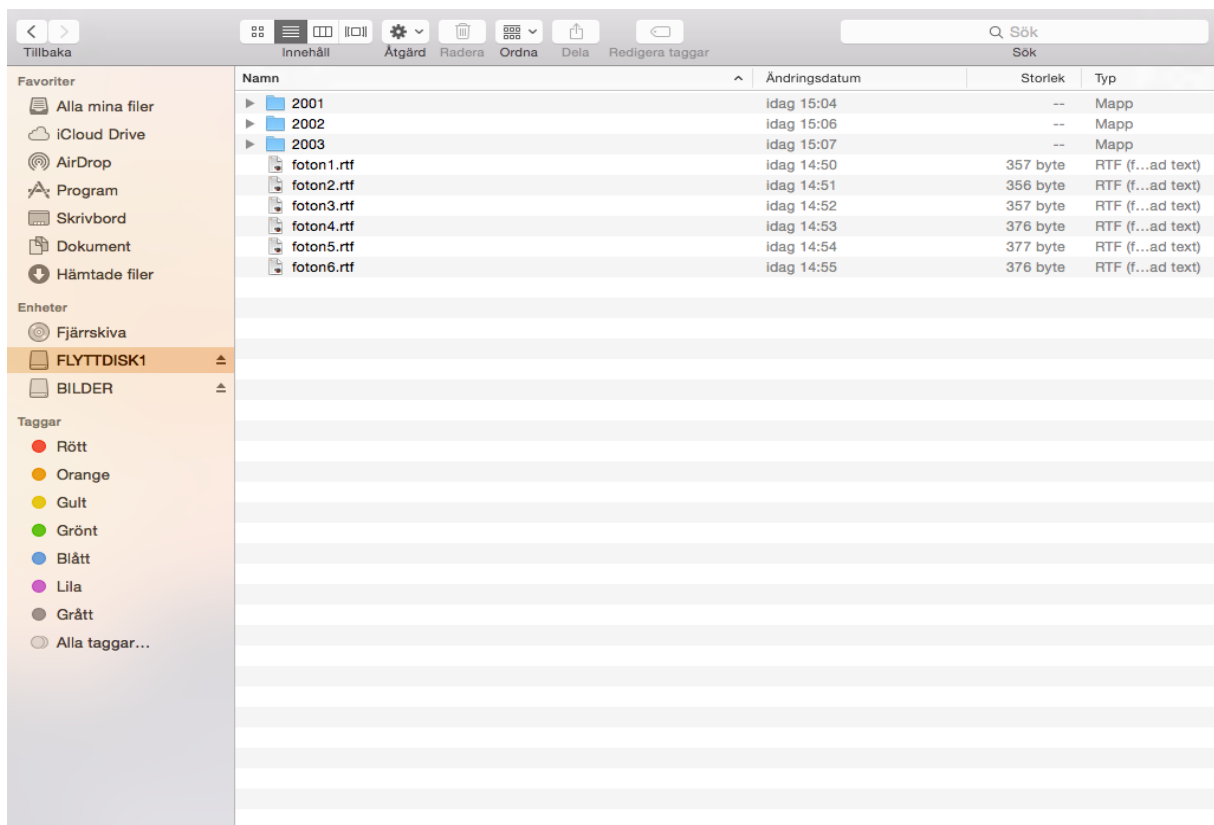 Sök
Tillbaka Innehåll Åtgärd Radera Ordna Dela Redigera taggar Sök
Favoriter
Alla mina filer
iCloud Drive
AirDrop
Program
Skrivbord
Dokument
Hämtade filer
Enheter
Fjärrskiva
FLYTTDISK1
BILDER
Taggar
Rött
Orange
Gult
Grönt
Blått
Lila
Grått
Alla taggar...
Namn Ändringsdatum Storlek Typ
2001 idag 15:04 -- Mapp
2002 idag 15:06 -- Mapp
2003 idag 15:07 -- Mapp
foton1.rtf idag 14:50 357 byte RTF (f...ad text)
foton2.rtf idag 14:51 356 byte RTF (f...ad text)
foton3.rtf idag 14:52 357 byte RTF (f...ad text)
foton4.rtf idag 14:53 376 byte RTF (f...ad text)
foton5.rtf idag 14:54 377 byte RTF (f...ad text)
foton6.rtf idag 14:55 376 byte RTF (f...ad text)